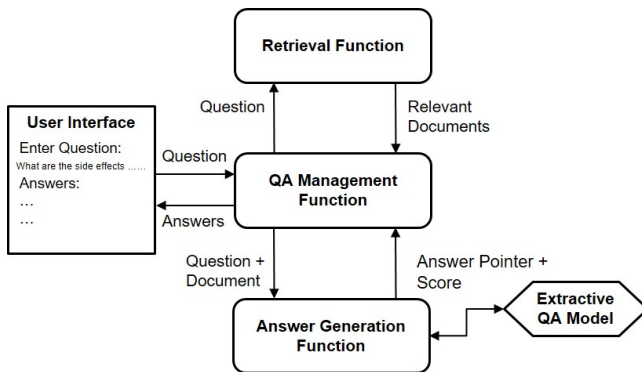 Retrieval Function
Question
Relevant
Documents
User Interface
Enter Question:
What are the side effects ......
Answers:
...
...
Question
Answers
QA Management
Function
Question +
Document
Answer Pointer +
Score
Answer Generation
Function
Extractive
QA Model